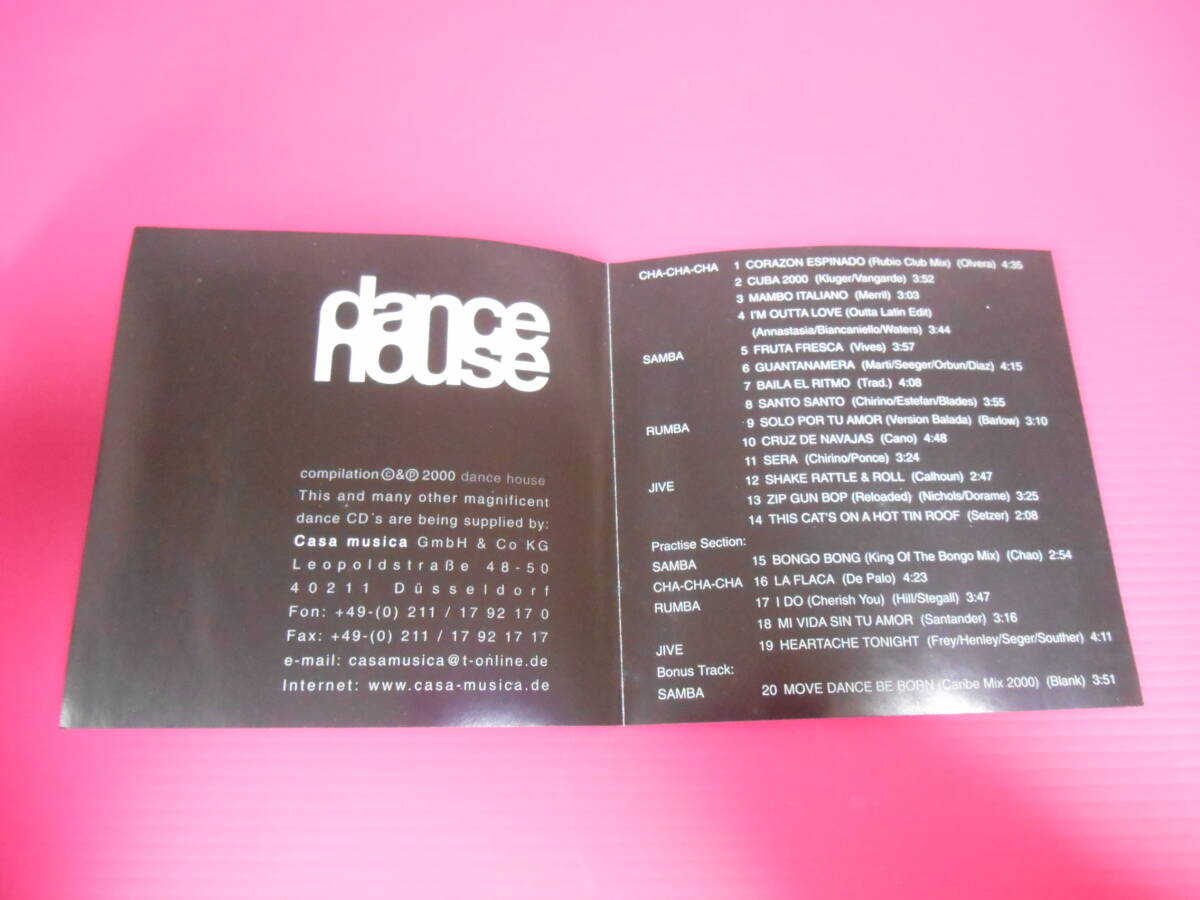 dance
house
compilation ©&℗ 2000 dance house
This and many other magnificent
dance CD's are being supplied by:
Casa musica GmbH & Co KG
Leopoldstraße 48-50
40211 Düsseldorf
Fon: +49-(0) 211 / 17 92 17 0
Fax: +49-(0) 211 / 17 92 17 17
e-mail: casamusica@t-online.de
Internet: www.casa-musica.de
CHA-CHA-CHA 1 CORAZON ESPINADO (Rubio Club Mix) (Olvera) 4:35
2 CUBA 2000 (Kluger/Vangarde) 3:52
3 MAMBO ITALIANO (Merril) 3:03
4 I'M OUTTA LOVE (Outta Latin Edit)
(Annastasia/Biancaniello/Waters) 3:44
SAMBA 5 FRUTA FRESCA (Vives) 3:57
6 GUANTANAMERA (Marti/Seeger/Orbun/Diaz) 4:15
7 BAILA EL RITMO (Trad.) 4:08
8 SANTO SANTO (Chirino/Estefan/Blades) 3:55
RUMBA 9 SOLO POR TU AMOR (Version Balada) (Barlow) 3:10
10 CRUZ DE NAVAJAS (Cano) 4:48
11 SERA (Chirino/Ponce) 3:24
JIVE 12 SHAKE RATTLE & ROLL (Calhoun) 2:47
13 ZIP GUN BOP (Reloaded) (Nichols/Dorame) 3:25
14 THIS CAT'S ON A HOT TIN ROOF (Setzer) 2:08
Practise Section:
SAMBA 15 BONGO BONG (King Of The Bongo Mix) (Chao) 2:54
CHA-CHA-CHA 16 LA FLACA (De Palo) 4:23
RUMBA 17 I DO (Cherish You) (Hill/Stegall) 3:47
18 MI VIDA SIN TU AMOR (Santander) 3:16
JIVE 19 HEARTACHE TONIGHT (Frey/Henley/Seger/Souther) 4:11
Bonus Track:
SAMBA 20 MOVE DANCE BE BORN (Caribe Mix 2000) (Blank) 3:51